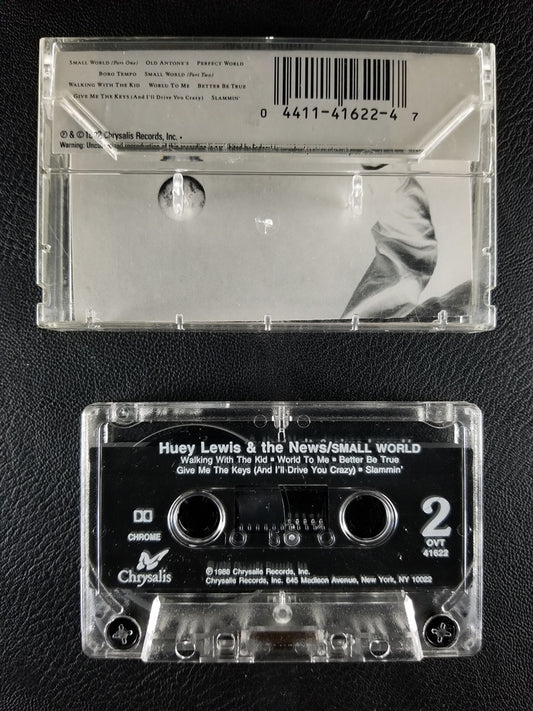 SMALL WORLD (Part One) OLD ANTONE'S PERFECT WORLD
BOBO TEMPO SMALL WORLD (Part Two)
WALKING WITH THE KID WORLD TO ME BETTER BE TRUE
GIVE ME THE KEYS (And I'll Drive You Crazy) SLAMMIN'
0 4411-41622-4 7
℗ & © Chrysalis Records, Inc.
Warning:
Huey Lewis & the News/SMALL WORLD
Walking With The Kid • World To Me • Better Be True
Give Me The Keys (And I'll Drive You Crazy) • Slammin'
2
OVT
41622
CHROME
Chrysalis
℗1988 Chrysalis Records, Inc.
Chrysalis Records, Inc. 645 Madison Avenue, New York, NY 10022